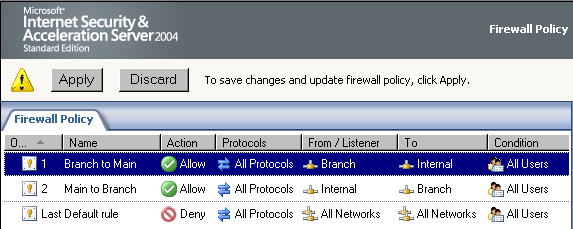 Microsoft®
Internet Security &
Acceleration Server 2004
Standard Edition
Firewall Policy
Apply Discard To save changes and update firewall policy, click Apply.
Firewall Policy
O... Name Action Protocols From / Listener To Condition
1 Branch to Main Allow All Protocols Branch Internal All Users
2 Main to Branch Allow All Protocols Internal Branch All Users
Last Default rule Deny All Protocols All Networks All Networks All Users